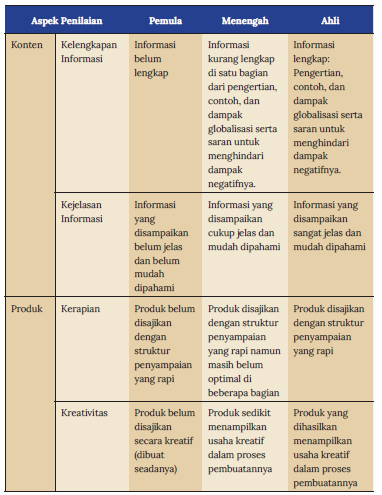 Aspek Penilaian
Pemula
Menengah
Ahli
Konten
Kelengkapan
Informasi
Informasi
belum
lengkap
Informasi
kurang lengkap
di satu bagian
dari pengertian,
contoh, dan
dampak
globalisasi serta
saran untuk
menghindari
dampak
negatifnya.
Informasi
lengkap:
Pengertian,
contoh, dan
dampak
globalisasi serta
saran untuk
menghindari
dampak
negatifnya.
Kejelasan
Informasi
Informasi
yang
disampaikan
belum jelas
dan belum
mudah
dipahami
Informasi yang
disampaikan
cukup jelas dan
mudah dipahami
Informasi yang
disampaikan
sangat jelas dan
mudah dipahami
Produk
Kerapian
Produk belum
disajikan
dengan
struktur
penyampaian
yang rapi
Produk disajikan
dengan struktur
penyampaian
yang rapi namun
masih belum
optimal di
beberapa bagian
Produk disajikan
dengan struktur
penyampaian
yang rapi
Kreativitas
Produk belum
disajikan
secara kreatif
(dibuat
seadanya)
Produk sedikit
menampilkan
usaha kreatif
dalam proses
pembuatannya
Produk yang
dihasilkan
menampilkan
usaha kreatif
dalam proses
pembuatannya